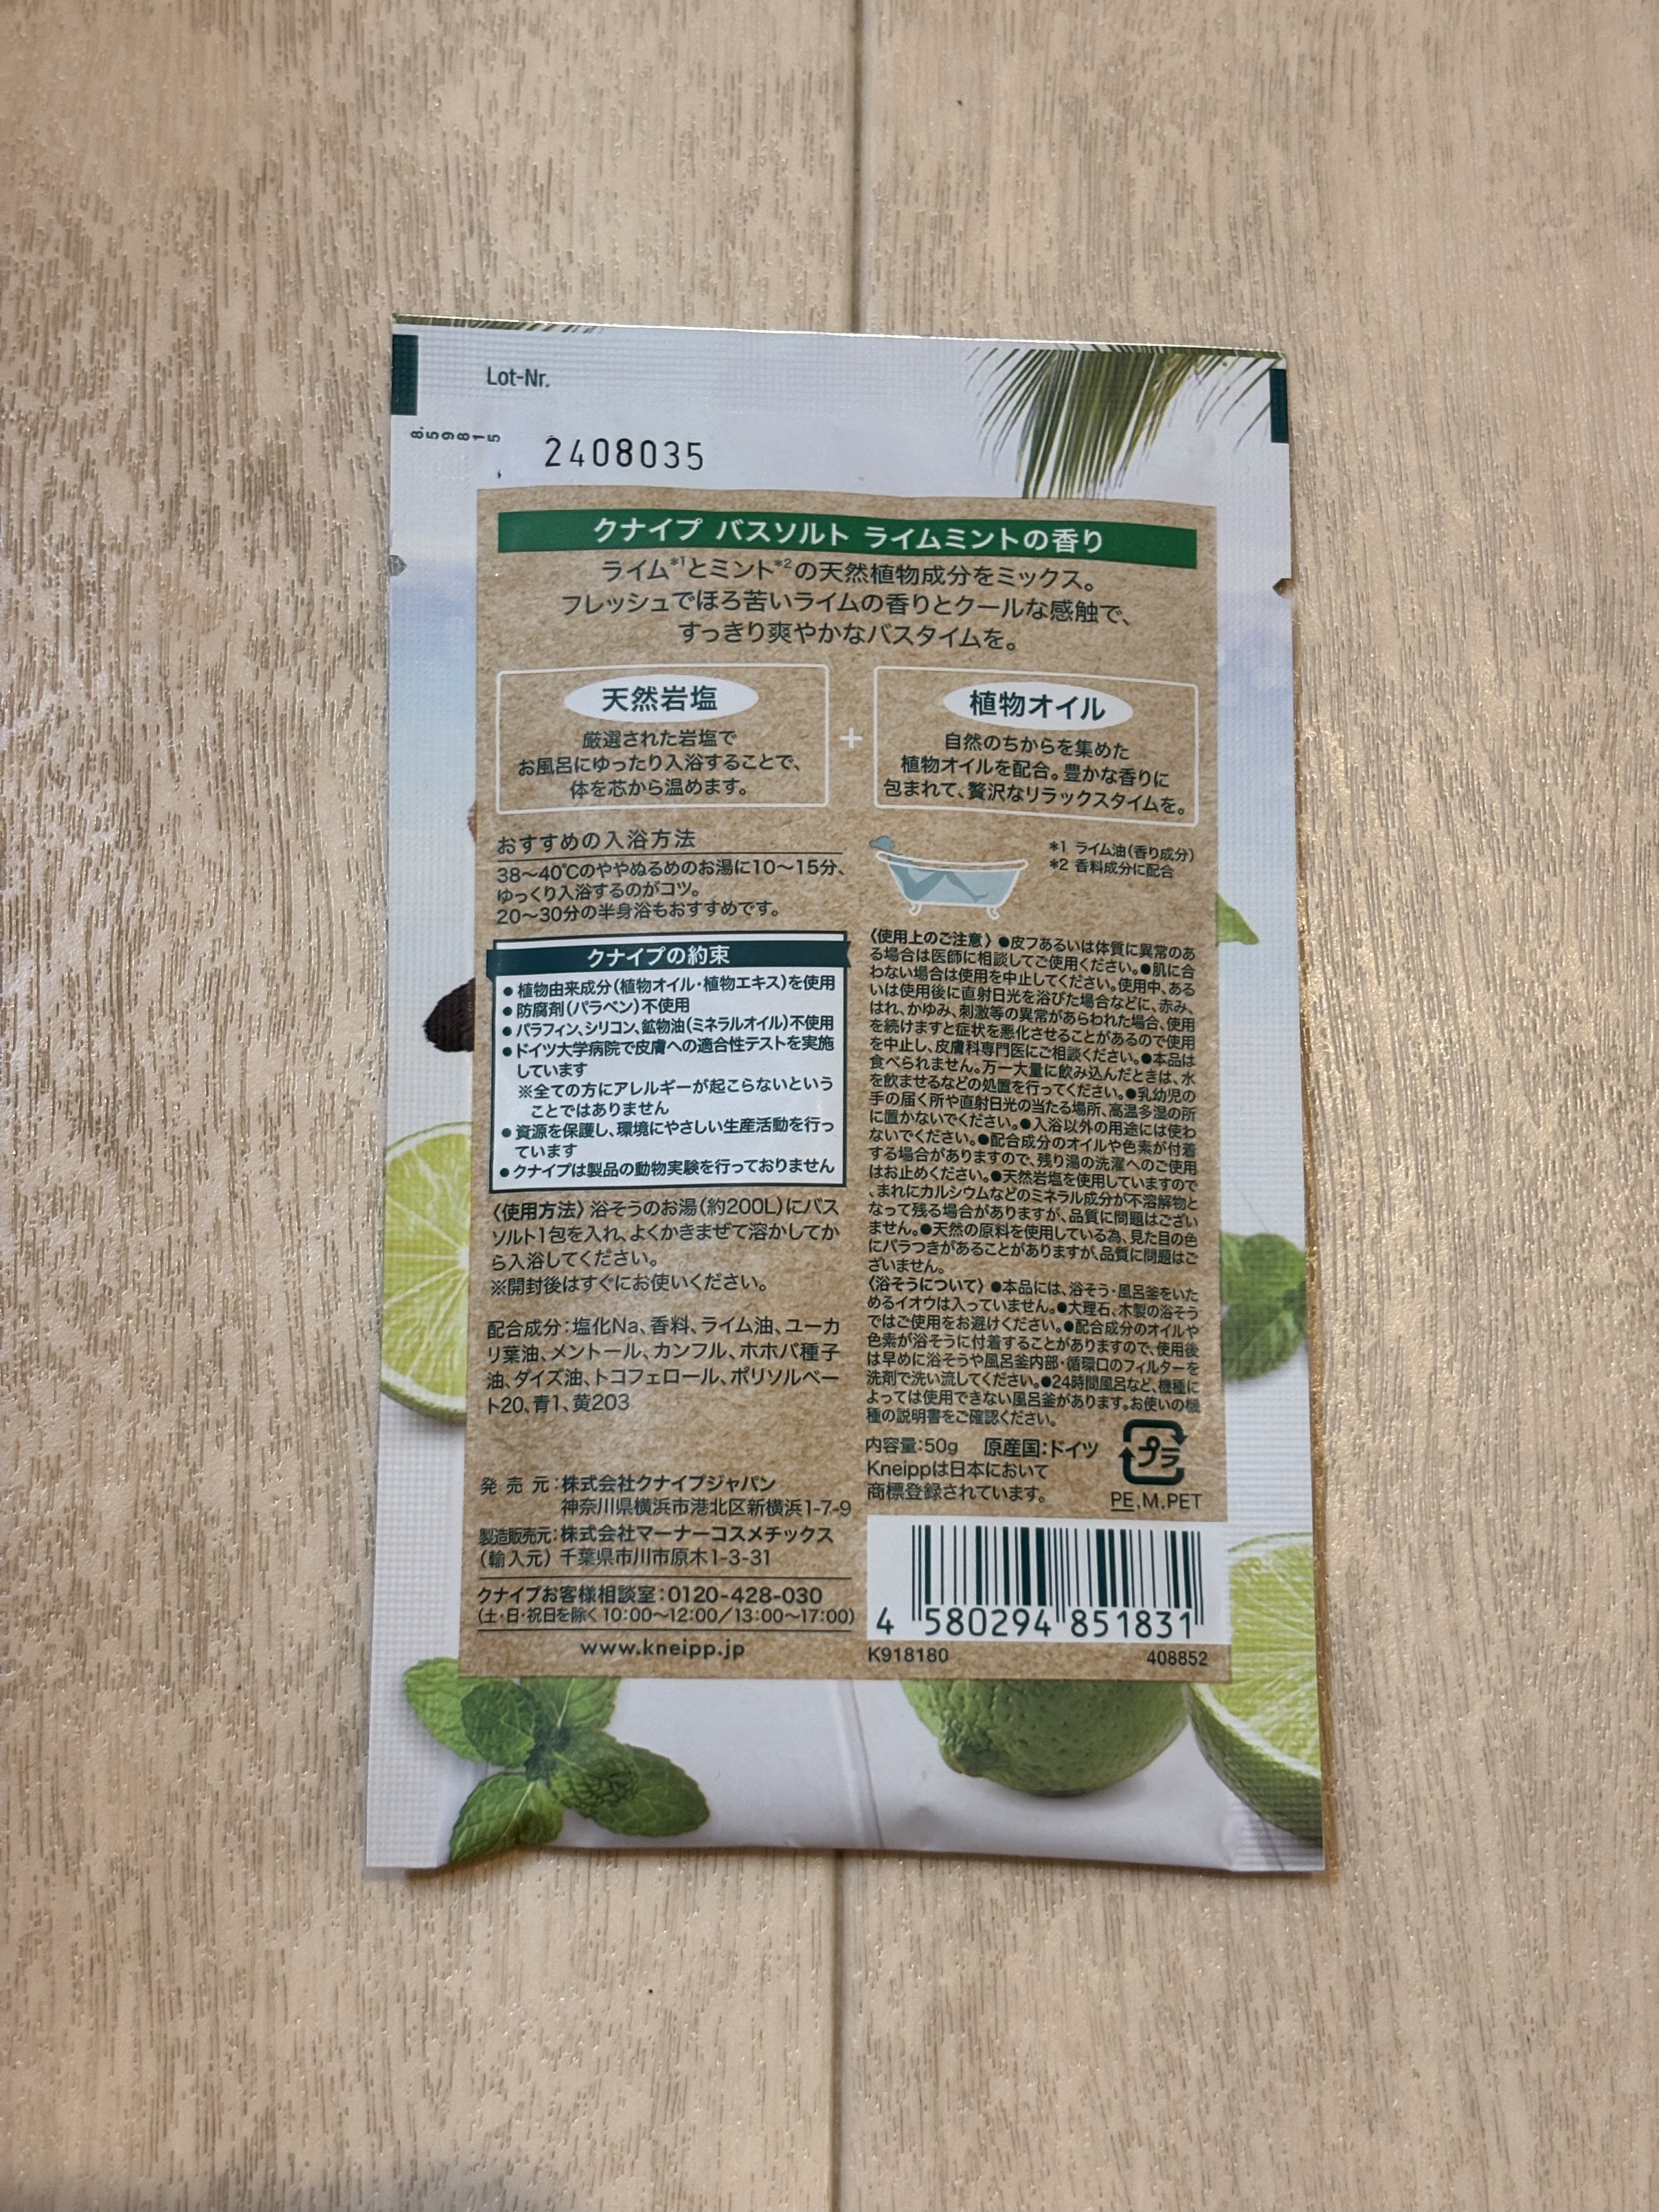 Lot-Nr.
2408035
クナイプ バスソルト ライムミントの香り
ライム*1とミント*2の天然植物成分をミックス。
フレッシュでほろ苦いライムの香りとクールな感触で、
すっきり爽やかなバスタイムを。
天然岩塩
厳選された岩塩で
お風呂にゆったり入浴することで、
体を芯から温めます。
+
植物オイル
自然のちからを集めた
植物オイルを配合。豊かな香りに
包まれて、贅沢なリラックスタイムを。
おすすめの入浴方法
38〜40℃のややぬるめのお湯に10〜15分、
ゆっくり入浴するのがコツ。
20〜30分の半身浴もおすすめです。
*1 ライム油(香り成分)
*2 香料成分に配合
クナイプの約束
●植物由来成分(植物オイル・植物エキス)を使用
●防腐剤(パラベン)不使用
●パラフィン、シリコン、鉱物油(ミネラルオイル)不使用
●ドイツ大学病院で皮膚への適合性テストを実施
しています
※全ての方にアレルギーが起こらないという
ことではありません
●資源を保護し、環境にやさしい生産活動を行っ
ています
●クナイプは製品の動物実験を行っておりません
〈使用方法〉浴そうのお湯(約200L)にバス
ソルト1包を入れ、よくかきまぜて溶かしてか
ら入浴してください。
※開封後はすぐにお使いください。
配合成分:塩化Na、香料、ライム油、ユーカ
リ葉油、メントール、カンフル、ホホバ種子
油、ダイズ油、トコフェロール、ポリソルベー
ト20、青1、黄203
発売元:株式会社クナイプジャパン
神奈川県横浜市港北区新横浜1-7-9
製造販売元:株式会社マーナーコスメチックス
(輸入元) 千葉県市川市原木1-3-31
クナイプお客様相談室:0120-428-030
(土・日・祝日を除く 10:00〜12:00/13:00〜17:00)
www.kneipp.jp
〈使用上のご注意〉●皮フあるいは体質に異常のあ
る場合は医師に相談してご使用ください。●肌に合
わない場合は使用を中止してください。使用中、ある
いは使用後に直射日光を浴びた場合などに、赤み、
はれ、かゆみ、刺激等の異常があらわれた場合、使用
を続けますと症状を悪化させることがあるので使用
を中止し、皮膚科専門医にご相談ください。●本品は
食べられません。万一大量に飲み込んだときは、水
を飲ませるなどの処置を行ってください。●乳幼児の
手の届く所や直射日光の当たる場所、高温多湿の所
に置かないでください。●入浴以外の用途には使わ
ないでください。●配合成分のオイルや色素が付着
する場合がありますので、残り湯の洗濯へのご使用
はお止めください。●天然岩塩を使用していますので
、まれにカルシウムなどのミネラル成分が不溶解物と
なって残る場合がありますが、品質に問題はござい
ません。●天然の原料を使用している為、見た目の色
にバラつきがあることがありますが、品質に問題はご
ざいません。
〈浴そうについて〉●本品には、浴そう・風呂釜をいた
めるイオウは入っていません。●大理石、木製の浴そう
ではご使用をお避けください。●配合成分のオイルや
色素が浴そうに付着することがありますので、使用後
は早めに浴そうや風呂釜内部・循環口のフィルターを
洗剤で洗い流してください。●24時間風呂など、機種に
よっては使用できない風呂釜があります。お使いの機
種の説明書をご確認ください。
内容量:50g 原産国:ドイツ
Kneippは日本において
商標登録されています。
プラ
PE,M,PET
4 580294 851831
K918180 408852